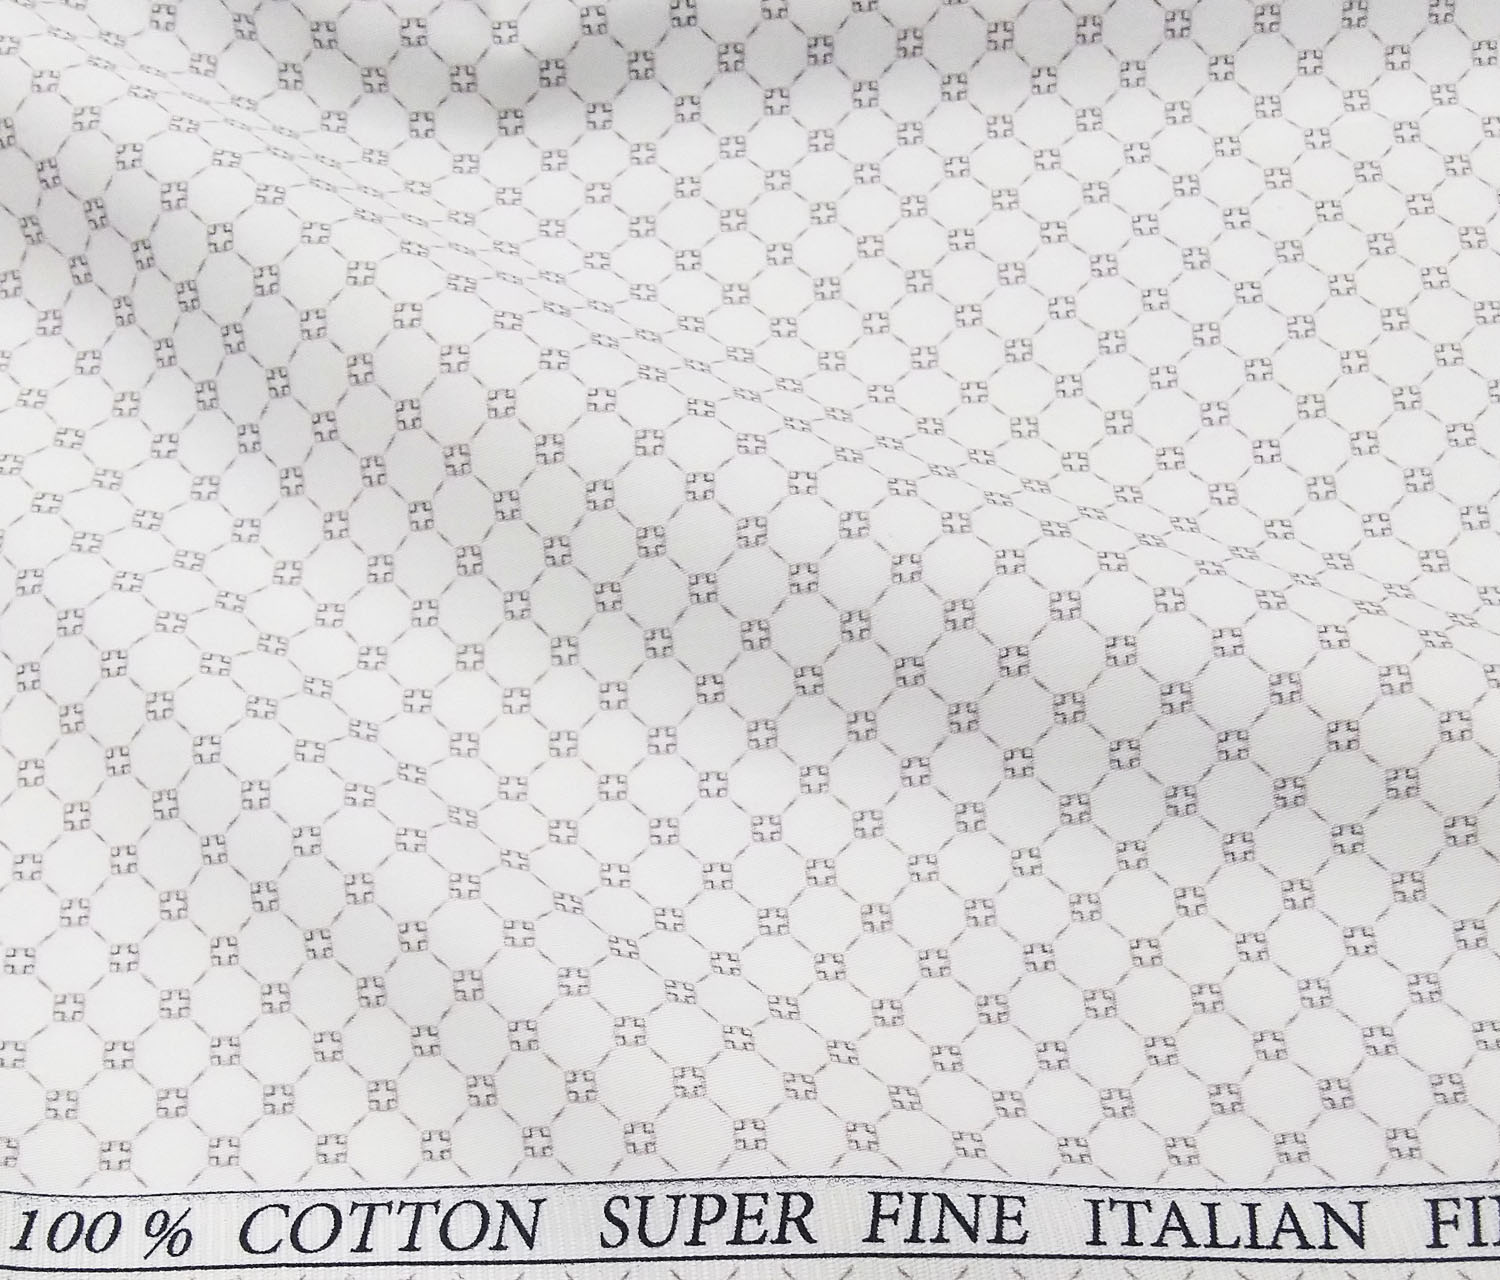 100 % COTTON SUPER FINE ITALIAN